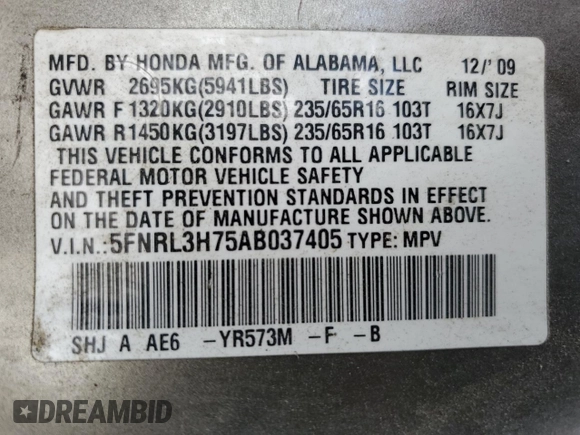 MFD. BY HONDA MFG. OF ALABAMA, LLC 12/'09
GVWR 2695KG(5941LBS) TIRE SIZE RIM SIZE
GAWR F 1320KG(2910LBS) 235/65R16 103T 16X7J
GAWR R1450KG(3197LBS) 235/65R16 103T 16X7J
THIS VEHICLE CONFORMS TO ALL APPLICABLE
FEDERAL MOTOR VEHICLE SAFETY
AND THEFT PREVENTION STANDARDS IN EFFECT
ON THE DATE OF MANUFACTURE SHOWN ABOVE.
V.I.N.:5FNRL3H75AB037405 TYPE: MPV
SHJ A AE6 -YR573M -F -B
DREAMBID